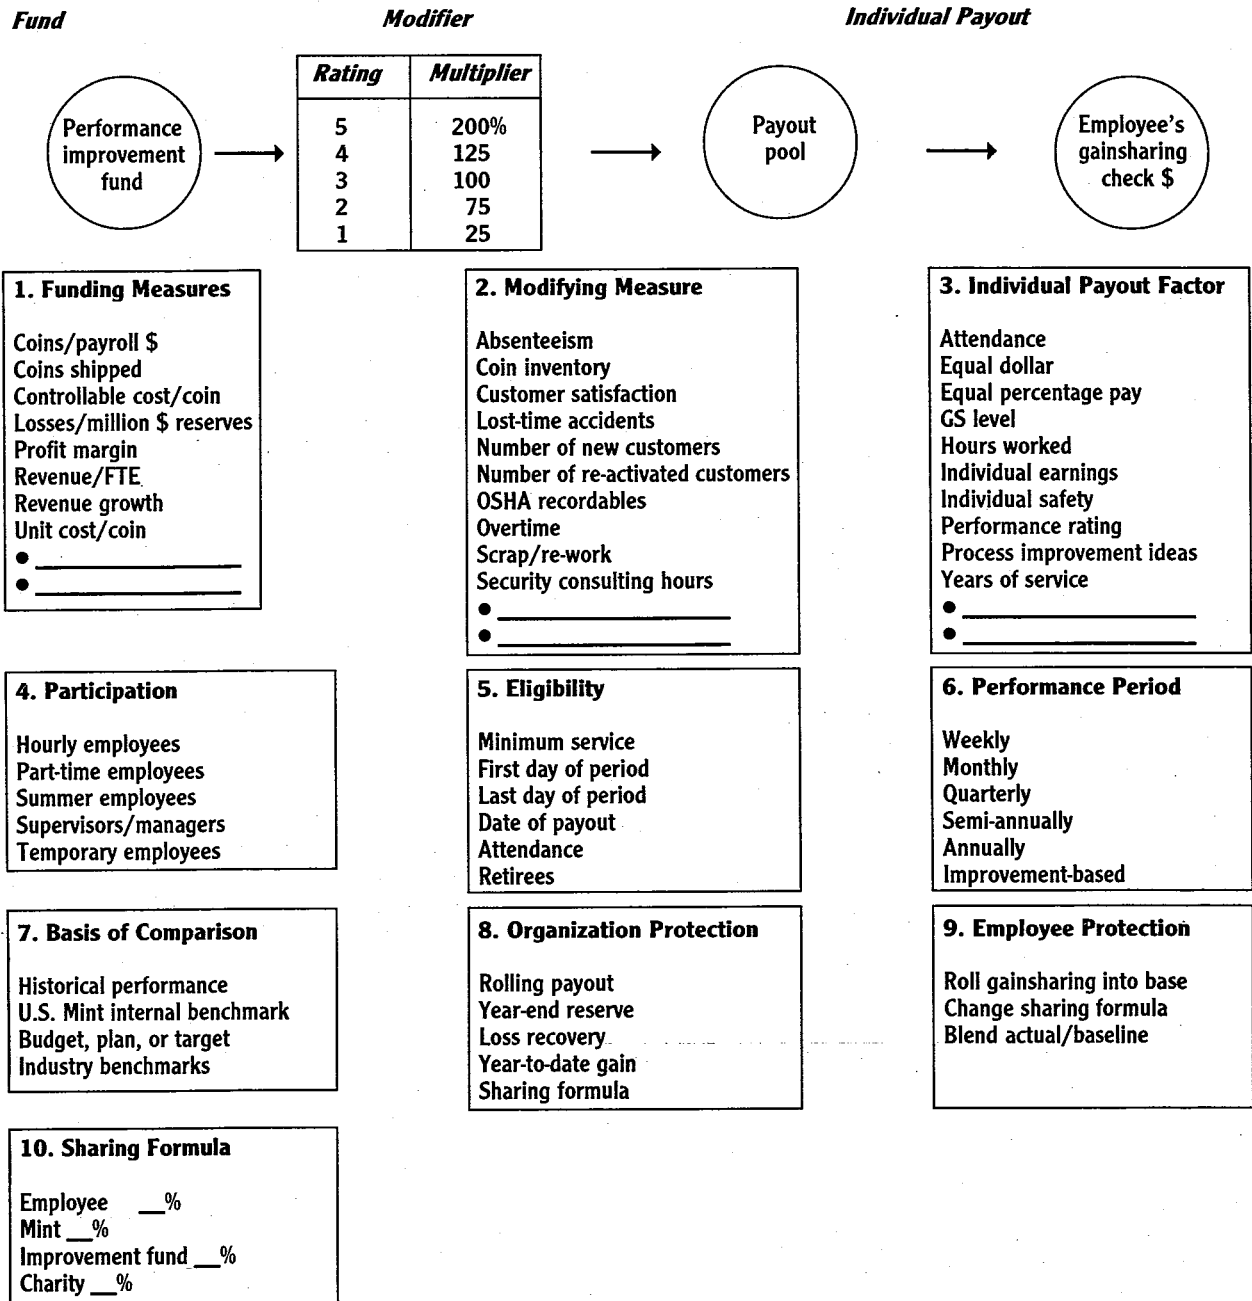 Fund
Modifier
Individual Payout
Performance
improvement
fund
Rating Multiplier
5 200%
4 125
3 100
2 75
1 25
Payout
pool
Employee's
gainsharing
check $
1. Funding Measures
Coins/payroll $
Coins shipped
Controllable cost/coin
Losses/million $ reserves
Profit margin
Revenue/FTE
Revenue growth
Unit cost/coin
● ____________________
● ____________________
2. Modifying Measure
Absenteeism
Coin inventory
Customer satisfaction
Lost-time accidents
Number of new customers
Number of re-activated customers
OSHA recordables
Overtime
Scrap/re-work
Security consulting hours
● ____________________
● ____________________
3. Individual Payout Factor
Attendance
Equal dollar
Equal percentage pay
GS level
Hours worked
Individual earnings
Individual safety
Performance rating
Process improvement ideas
Years of service
● ____________________
● ____________________
4. Participation
Hourly employees
Part-time employees
Summer employees
Supervisors/managers
Temporary employees
5. Eligibility
Minimum service
First day of period
Last day of period
Date of payout
Attendance
Retirees
6. Performance Period
Weekly
Monthly
Quarterly
Semi-annually
Annually
Improvement-based
7. Basis of Comparison
Historical performance
U.S. Mint internal benchmark
Budget, plan, or target
Industry benchmarks
8. Organization Protection
Rolling payout
Year-end reserve
Loss recovery
Year-to-date gain
Sharing formula
9. Employee Protection
Roll gainsharing into base
Change sharing formula
Blend actual/baseline
10. Sharing Formula
Employee __%
Mint __%
Improvement fund __%
Charity __%